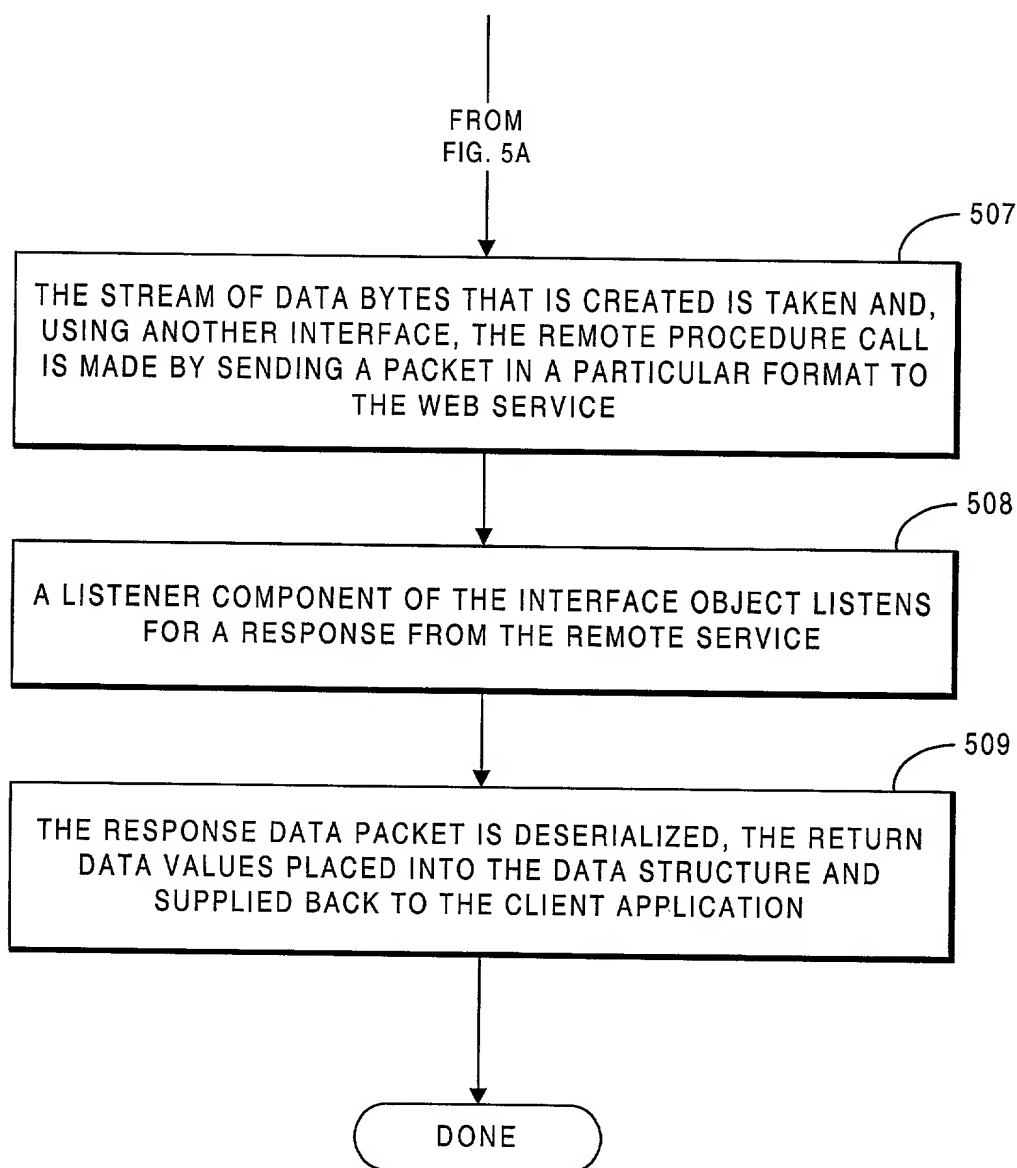 FROM
FIG. 5A
507
THE STREAM OF DATA BYTES THAT IS CREATED IS TAKEN AND,
USING ANOTHER INTERFACE, THE REMOTE PROCEDURE CALL
IS MADE BY SENDING A PACKET IN A PARTICULAR FORMAT TO
THE WEB SERVICE
508
A LISTENER COMPONENT OF THE INTERFACE OBJECT LISTENS
FOR A RESPONSE FROM THE REMOTE SERVICE
509
THE RESPONSE DATA PACKET IS DESERIALIZED, THE RETURN
DATA VALUES PLACED INTO THE DATA STRUCTURE AND
SUPPLIED BACK TO THE CLIENT APPLICATION
DONE